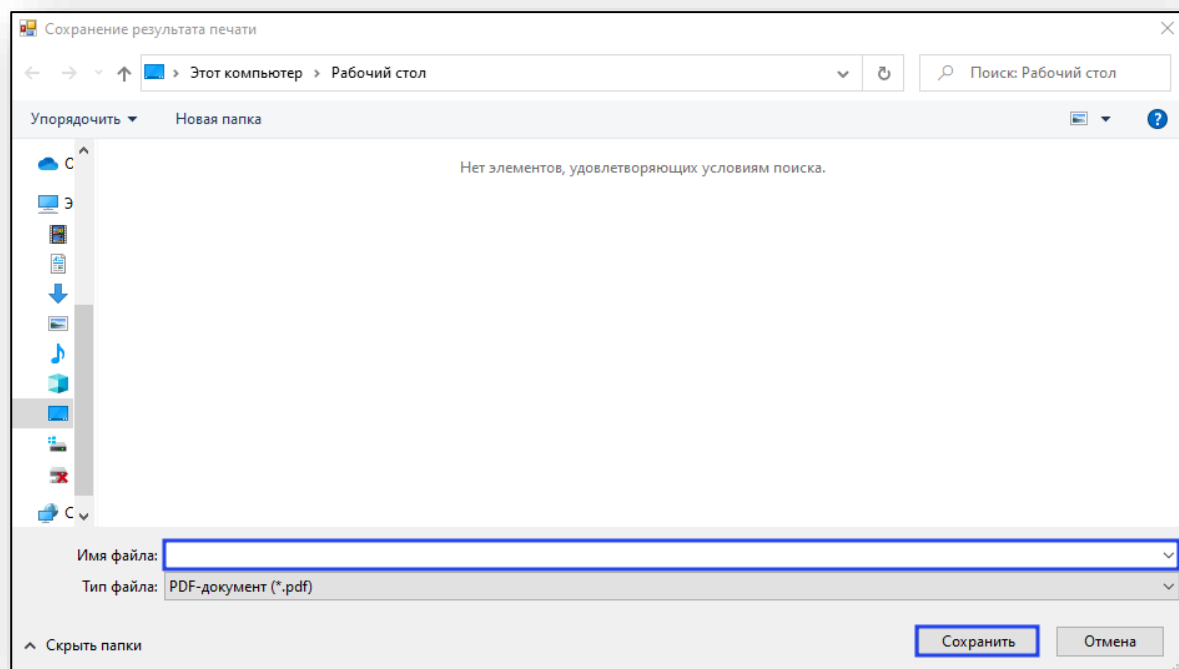 Сохранение результата печати
Этот компьютер › Рабочий стол
Поиск: Рабочий стол
Упорядочить
Новая папка
?
О
Нет элементов, удовлетворяющих условиям поиска.
Э
С
Имя файла:
Тип файла: PDF-документ (*.pdf)
Скрыть папки
Сохранить
Отмена